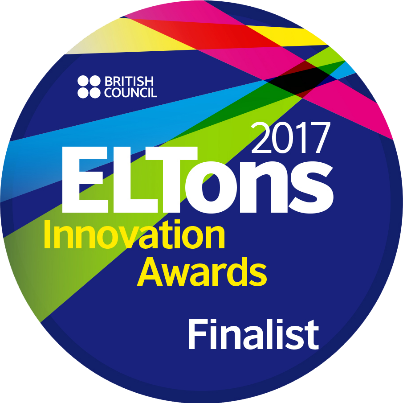 BRITISH
COUNCIL
2017
ELTons
Innovation
Awards
Finalist